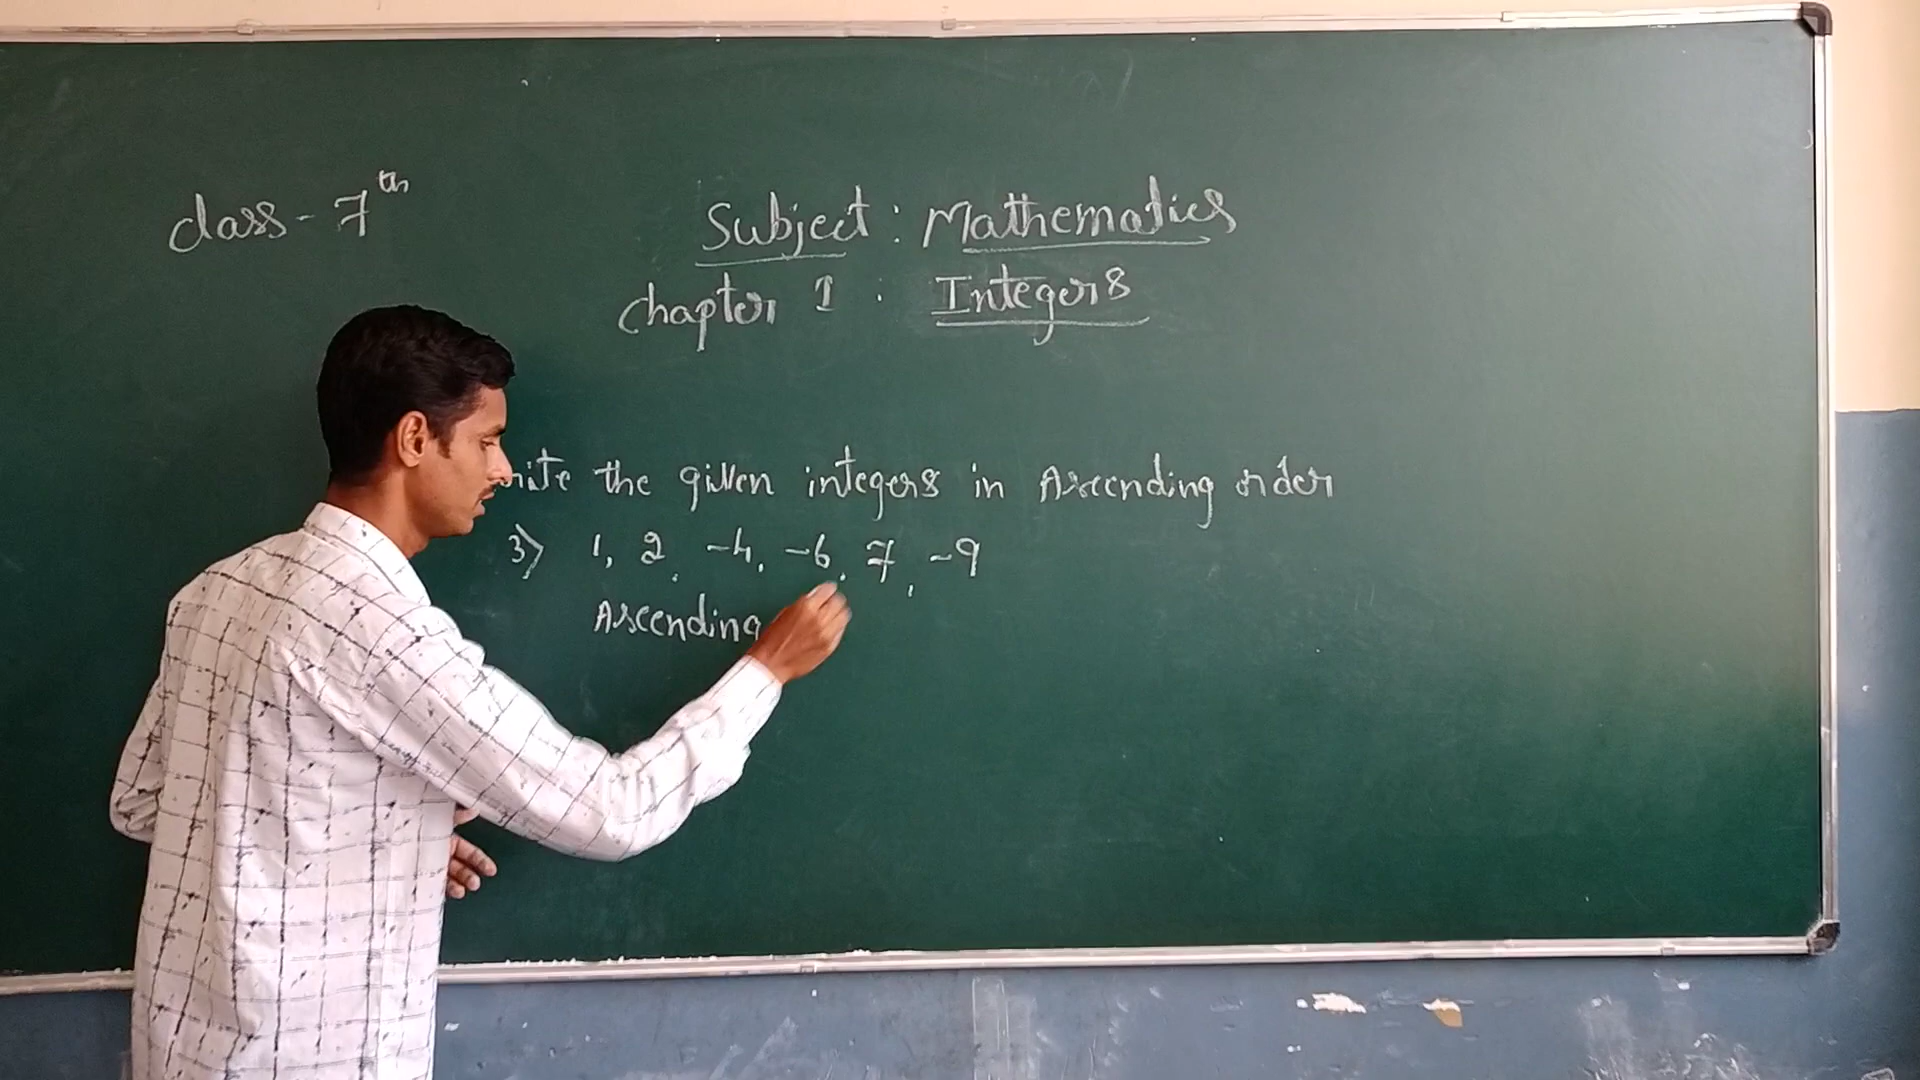 class - 7th
Subject : Mathematics
chapter 1 : Integers
rite the given integers in Ascending order
3) 1, 2, -4, -6, 7, -9
Ascending